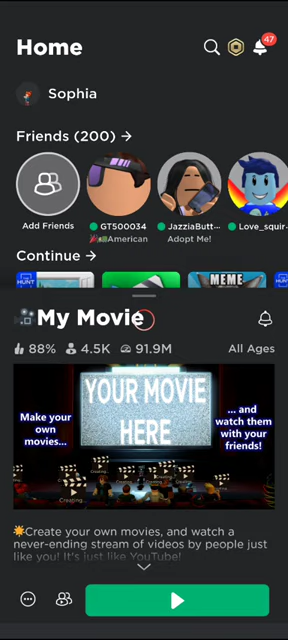 Home
47
Sophia
Friends (200) →
Add Friends
GT500034
American
JazziaButt...
Adopt Me!
Love_squir-
Continue →
HUNT
MEME
My Movie
88% 4.5K 91.9M All Ages
YOUR MOVIE
HERE
Make your
own
movies...
... and
watch them
with your
friends!
Creating...
Creating
Create your own movies, and watch a
never-ending stream of videos by people just
like you! It's just like YouTube!